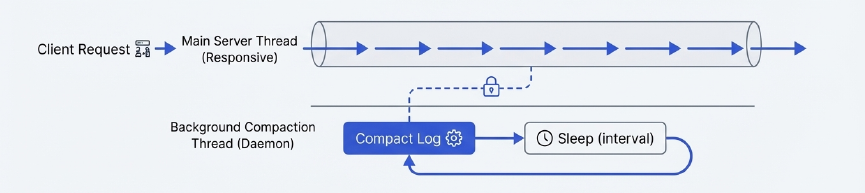 Client Request
Main Server Thread
(Responsive)
Background Compaction
Thread (Daemon)
Compact Log
Sleep (interval)